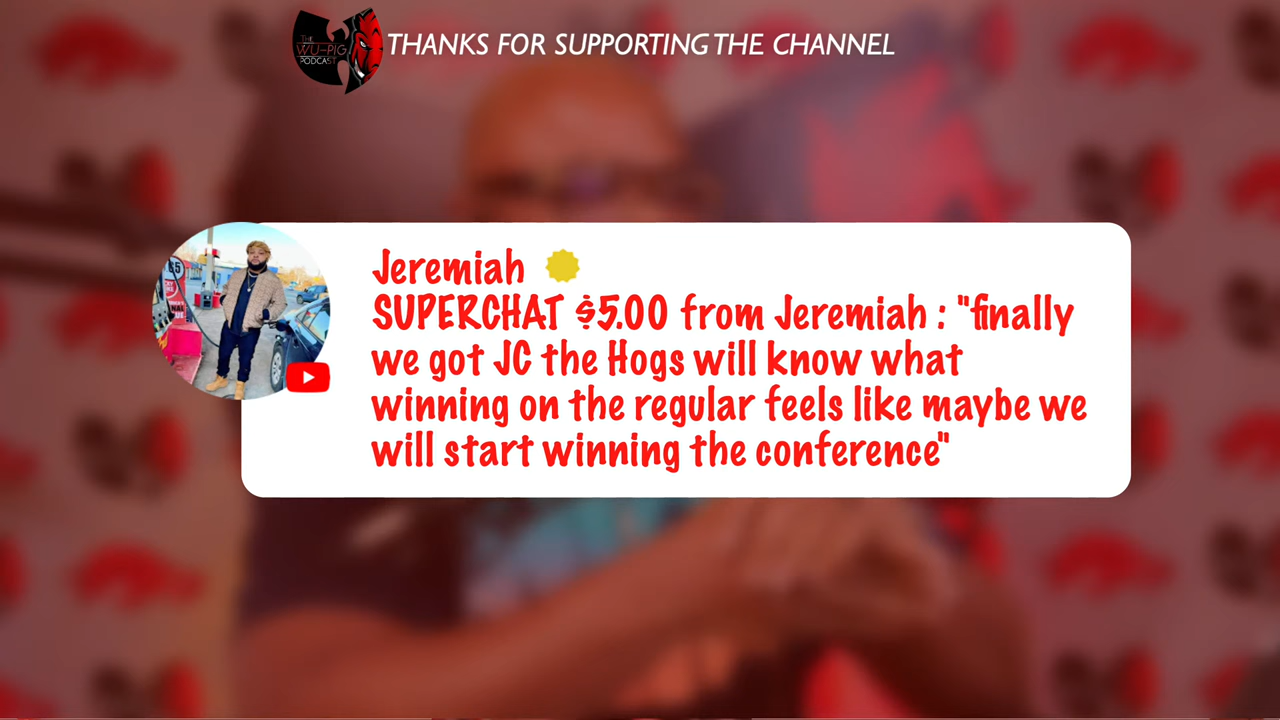 THE
WU-PIG
PODCAST
THANKS FOR SUPPORTING THE CHANNEL
Jeremiah
SUPERCHAT $5.00 from Jeremiah : "finally
we got JC the Hogs will know what
winning on the regular feels like maybe we
will start winning the conference"